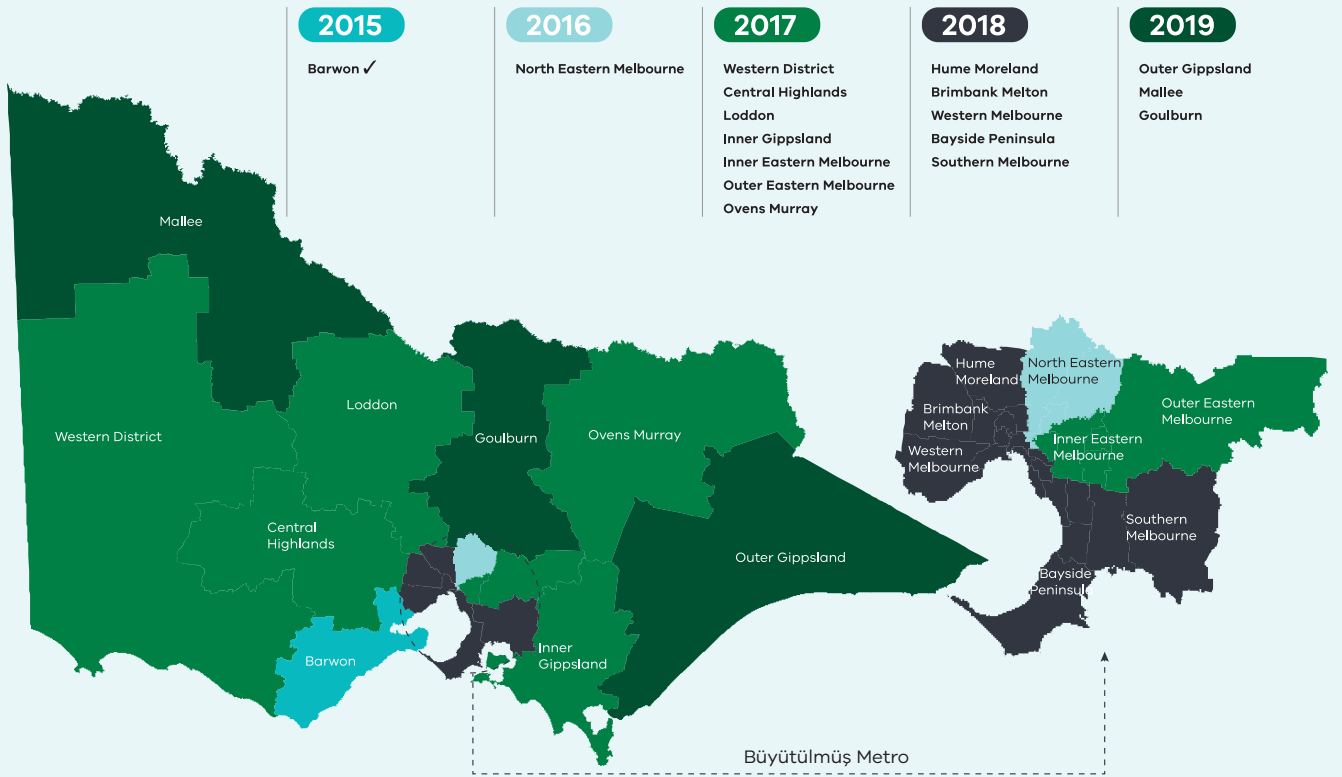 2015
Barwon ✓
2016
North Eastern Melbourne
2017
Western District
Central Highlands
Loddon
Inner Gippsland
Inner Eastern Melbourne
Outer Eastern Melbourne
Ovens Murray
2018
Hume Moreland
Brimbank Melton
Western Melbourne
Bayside Peninsula
Southern Melbourne
2019
Outer Gippsland
Mallee
Goulburn
Mallee
Western District
Loddon
Goulburn
Ovens Murray
Central
Highlands
Outer Gippsland
Barwon
Inner
Gippsland
Hume
Moreland
North Eastern
Melbourne
Brimbank
Melton
Outer Eastern
Melbourne
Western
Melbourne
Inner Eastern
Melbourne
Southern
Melbourne
Bayside
Peninsula
Büyütülmüş Metro